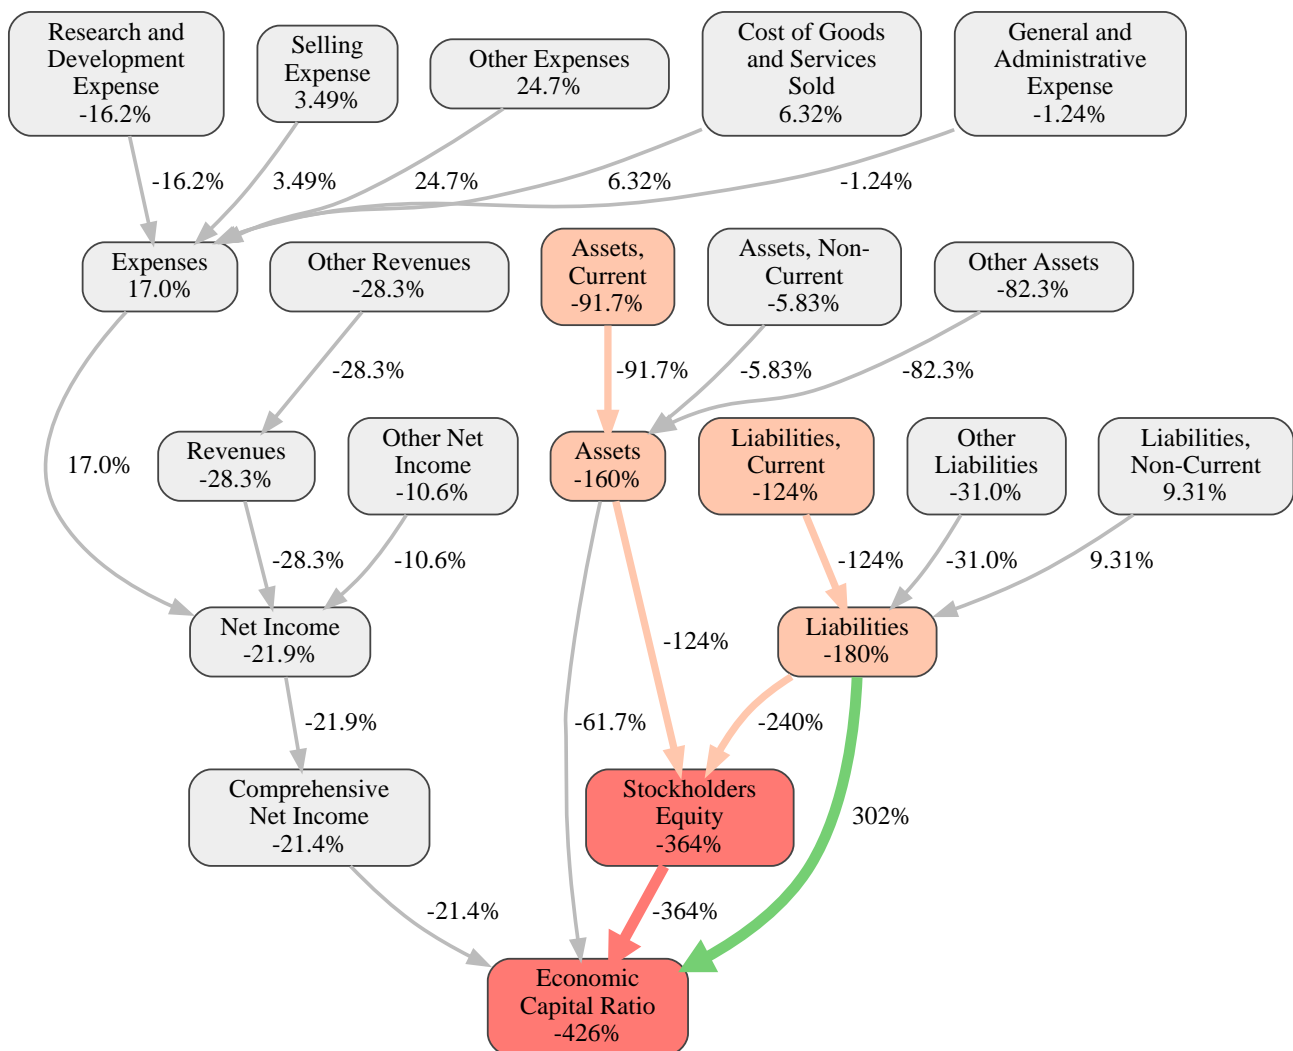 Research and
Development
Expense
-16.2%
Selling
Expense
3.49%
Other Expenses
24.7%
Cost of Goods
and Services
Sold
6.32%
General and
Administrative
Expense
-1.24%
-16.2%
3.49%
24.7%
6.32%
-1.24%
Expenses
17.0%
Other Revenues
-28.3%
Assets,
Current
-91.7%
Assets, Non-
Current
-5.83%
Other Assets
-82.3%
-28.3%
-91.7%
-5.83%
-82.3%
17.0%
Revenues
-28.3%
Other Net
Income
-10.6%
Assets
-160%
Liabilities,
Current
-124%
Other
Liabilities
-31.0%
Liabilities,
Non-Current
9.31%
-28.3%
-10.6%
-124%
-31.0%
9.31%
Net Income
-21.9%
-124%
Liabilities
-180%
-21.9%
-61.7%
-240%
Comprehensive
Net Income
-21.4%
Stockholders
Equity
-364%
302%
-21.4%
-364%
Economic
Capital Ratio
-426%